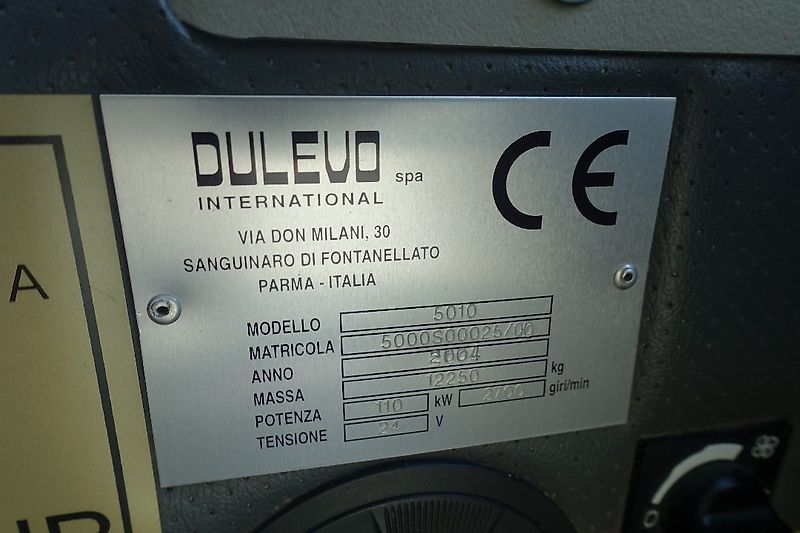 DULEVO spa
INTERNATIONAL
CE
VIA DON MILANI, 30
SANGUINARO DI FONTANELLATO
PARMA - ITALIA
MODELLO 5010
MATRICOLA 5000S00025/00
ANNO 2004
MASSA 12250 kg
POTENZA 110 kW giri/min
TENSIONE 24 V
A
0